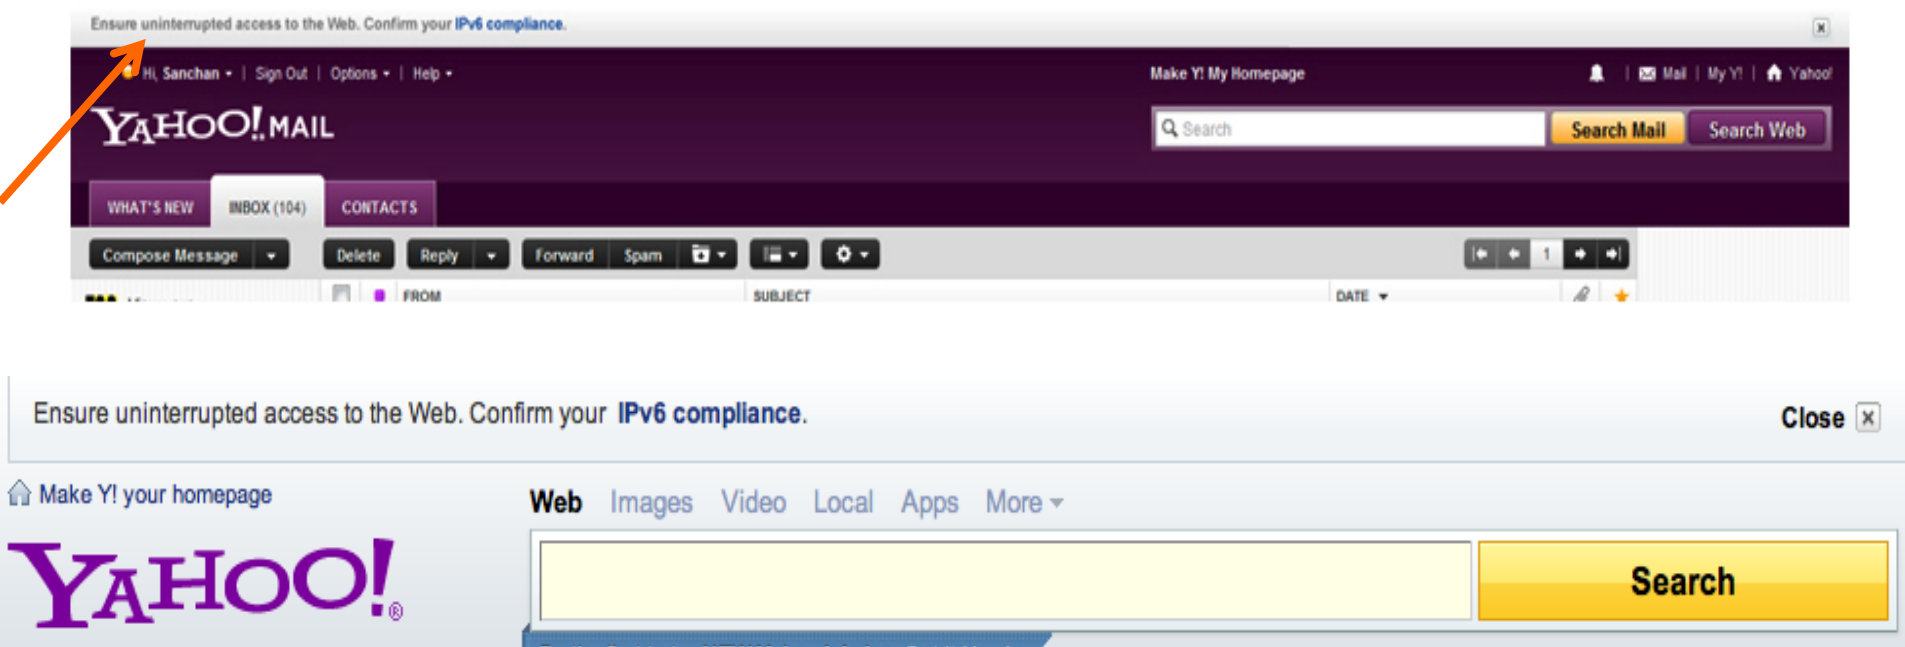 Ensure uninterrupted access to the Web. Confirm your IPv6 compliance.
Hi, Sanchan | Sign Out | Options | Help
Make Y! My Homepage
| Mail | My Y! | Yahoo!
YAHOO! MAIL
Search
Search Mail
Search Web
WHAT'S NEW
INBOX (104)
CONTACTS
Compose Message
Delete
Reply
Forward
Spam
1
FROM
SUBJECT
DATE
Ensure uninterrupted access to the Web. Confirm your IPv6 compliance.
Close
Make Y! your homepage
Web Images Video Local Apps More
YAHOO!®
Search